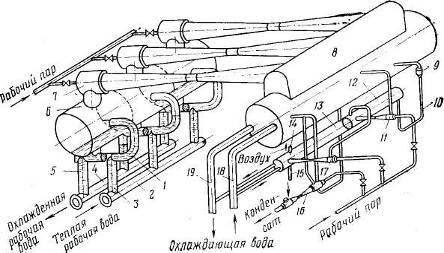 Рабочий пар
7
6
5
4
3
2
1
8
9
10
11
12
13
14
15
16
17
18
19
Воздух
Охлажденная
рабочая
вода
Теплая
рабочая вода
Конден-
сат
Охлаждающая вода
Рабочий пар